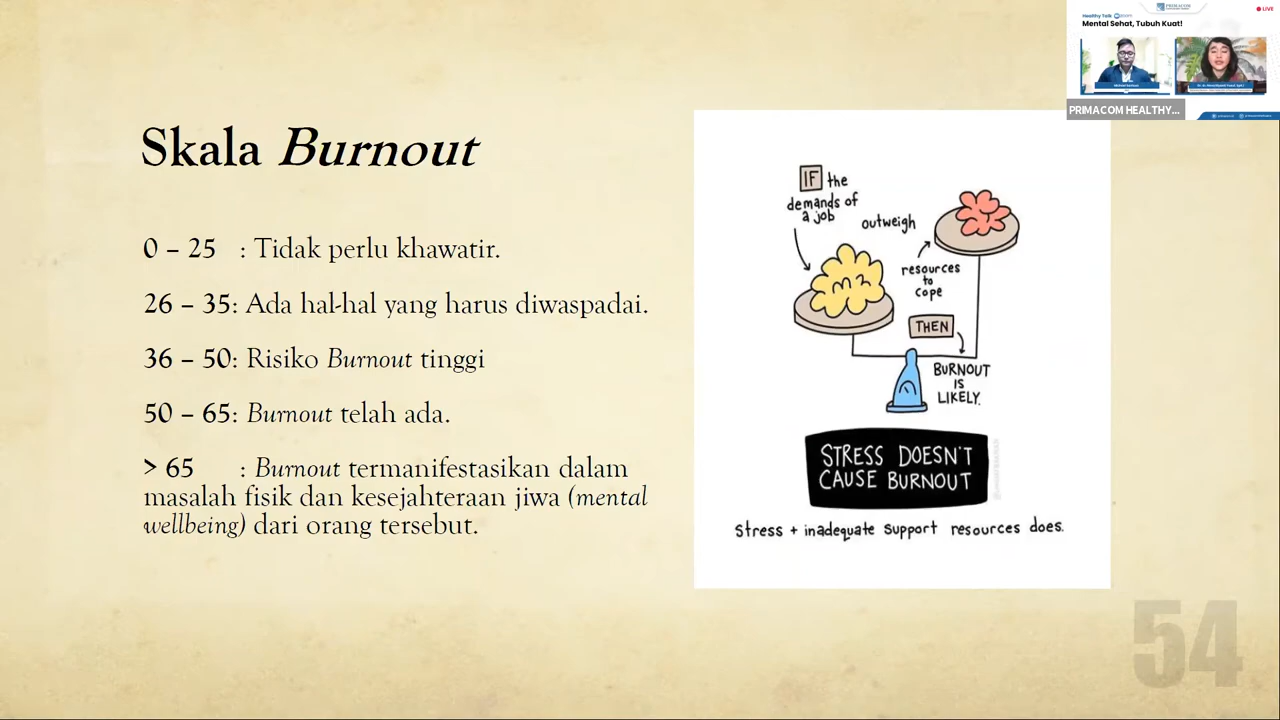 Skala Burnout
0 – 25 : Tidak perlu khawatir.
26 – 35: Ada hal-hal yang harus diwaspadai.
36 – 50: Risiko Burnout tinggi
50 – 65: Burnout telah ada.
> 65 : Burnout termanifestasikan dalam
masalah fisik dan kesejahteraan jiwa (mental
wellbeing) dari orang tersebut.
IF the
demands of
a job
outweigh
resources
to
cope
THEN
BURNOUT
IS
LIKELY.
STRESS DOESN'T
CAUSE BURNOUT
Stress + inadequate support resources does.
54
PRIMACOM
LIVE
Healthy Talk
Mental Sehat, Tubuh Kuat!
PRIMACOM HEALTHY...